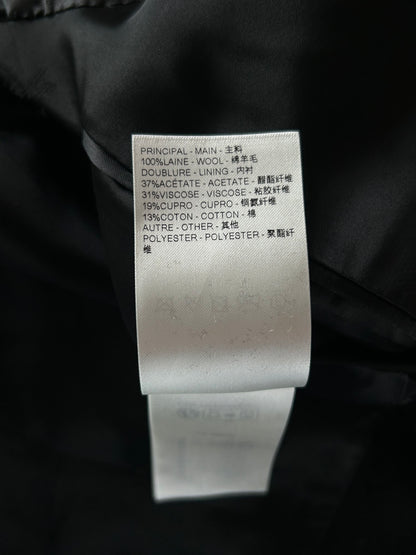 PRINCIPAL - MAIN - 主料
100%LAINE - WOOL - 绵羊毛
DOUBLURE - LINING - 内衬
37%ACÉTATE - ACETATE - 醋酯纤维
31%VISCOSE - VISCOSE - 粘胶纤维
19%CUPRO - CUPRO - 铜氨纤维
13%COTON - COTTON - 棉
AUTRE - OTHER - 其他
POLYESTER - POLYESTER - 聚酯纤
维